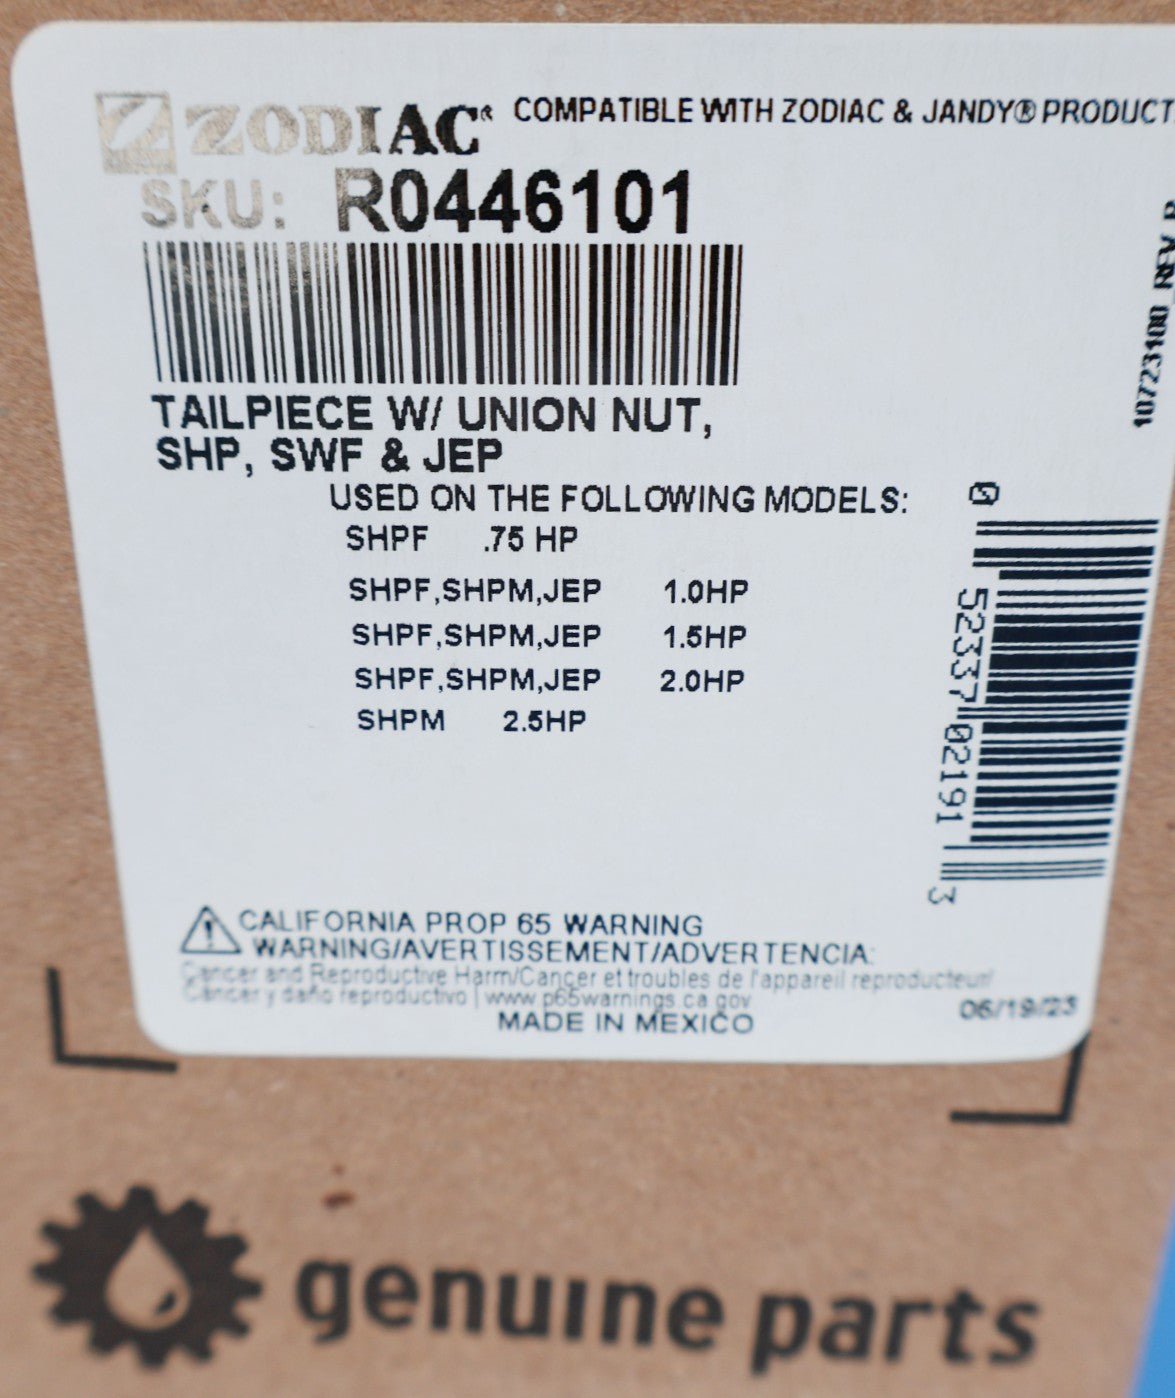 ZODIAC® COMPATIBLE WITH ZODIAC & JANDY® PRODUCT
SKU: R0446101
TAILPIECE W/ UNION NUT,
SHP, SWF & JEP
USED ON THE FOLLOWING MODELS:
SHPF .75 HP
SHPF,SHPM,JEP 1.0HP
SHPF,SHPM,JEP 1.5HP
SHPF,SHPM,JEP 2.0HP
SHPM 2.5HP
10723100 REV
0 52337 02191 3
CALIFORNIA PROP 65 WARNING
WARNING/AVERTISSEMENT/ADVERTENCIA:
Cancer and Reproductive Harm/Cancer et troubles de l'appareil reproducteur/
Cancer y daño reproductivo | www.p65warnings.ca.gov
06/19/23
MADE IN MEXICO
genuine parts